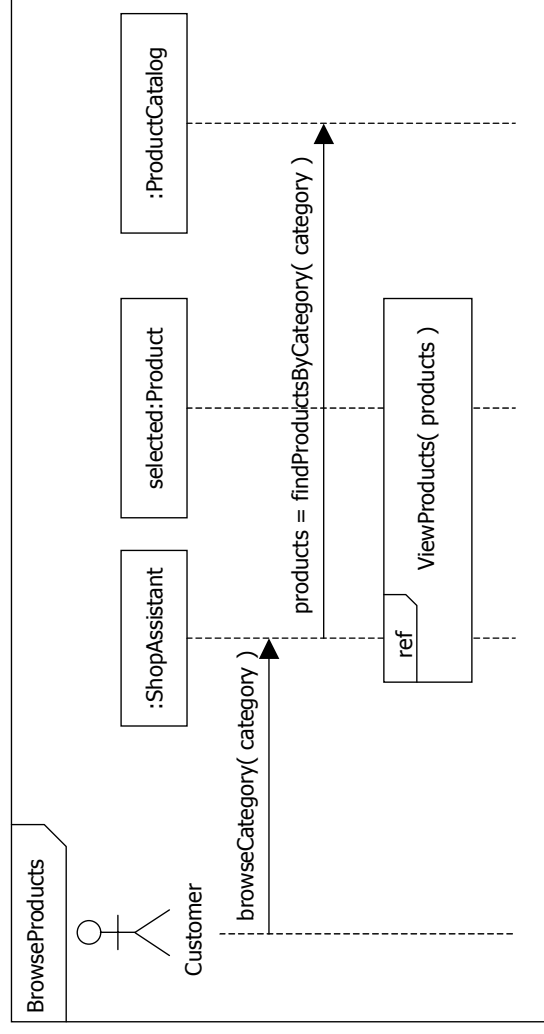 BrowseProducts
Customer
:ShopAssistant
selected:Product
:ProductCatalog
browseCategory( category )
products = findProductsByCategory( category )
ref
ViewProducts( products )